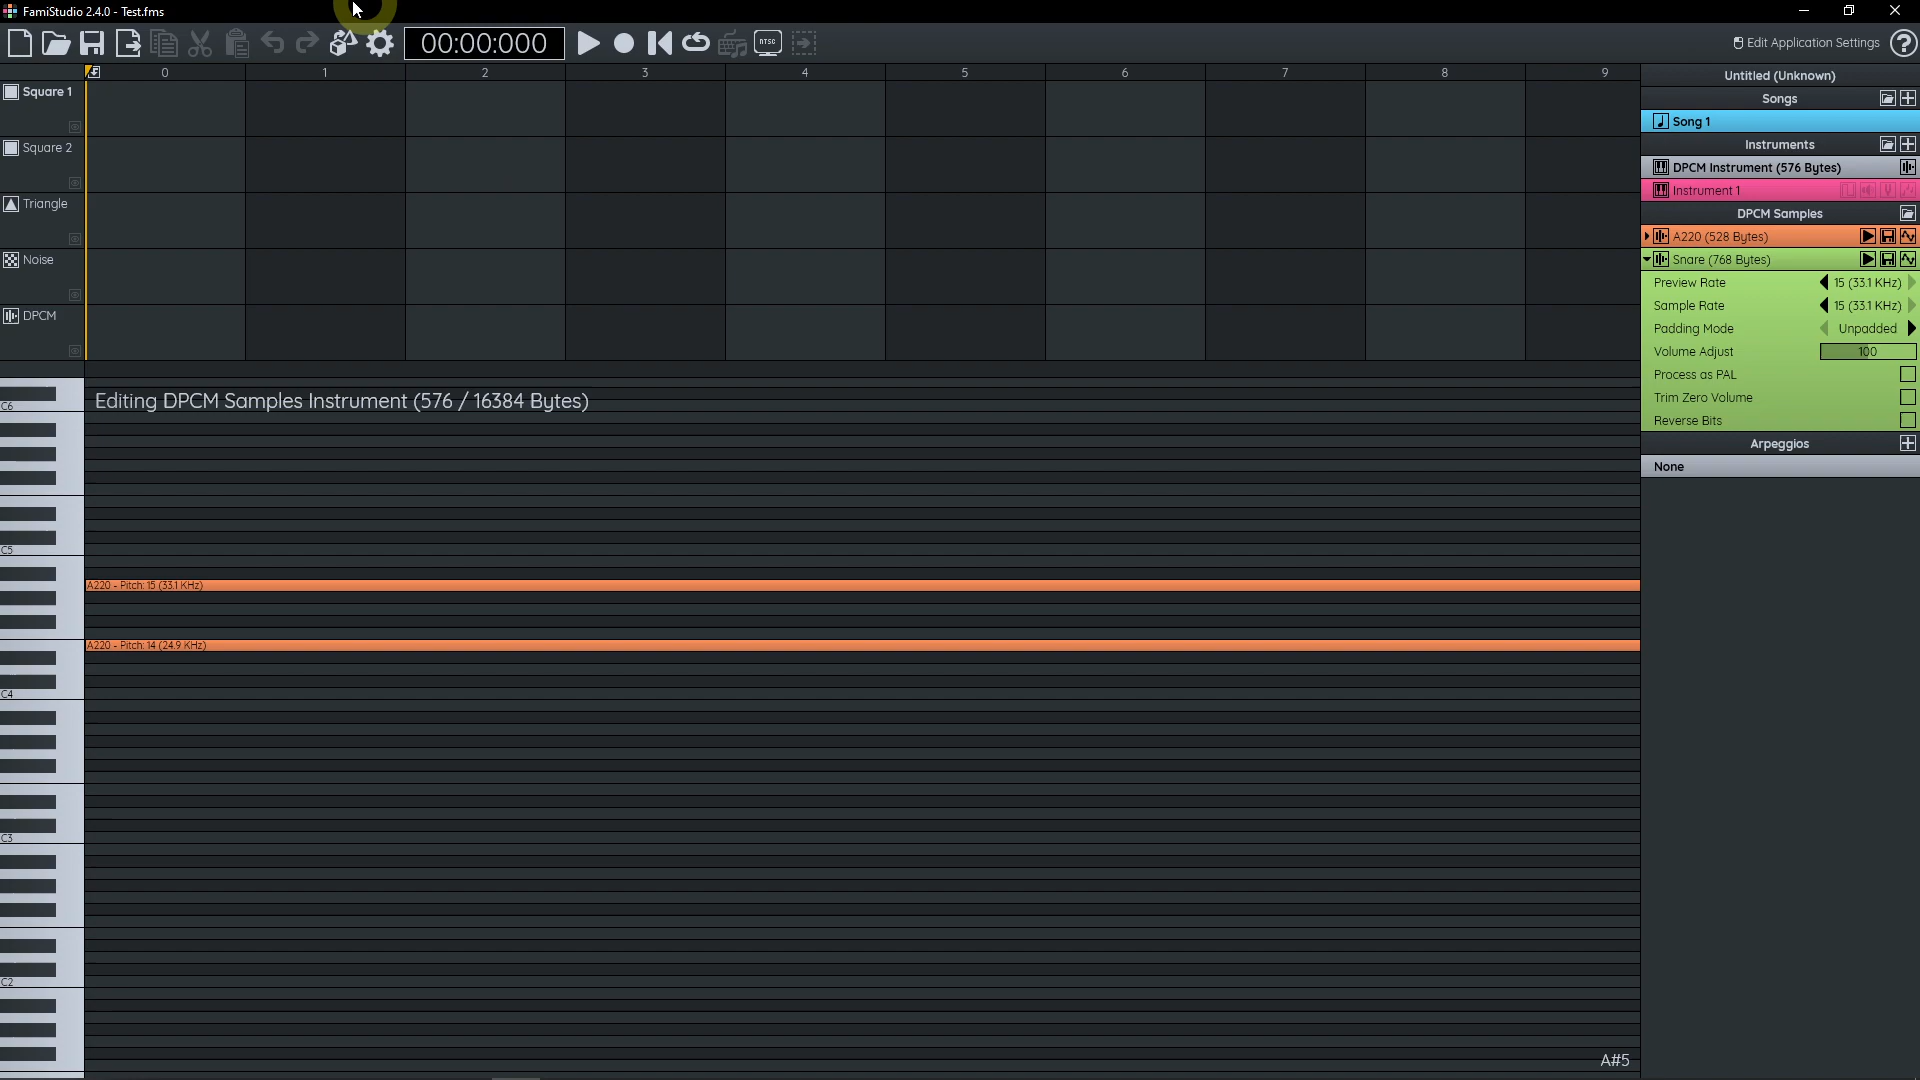 FamiStudio 2.4.0 - Test.fms
00:00:000
NTSC
Edit Application Settings
?
0 1 2 3 4 5 6 7 8 9
Square 1
Square 2
Triangle
Noise
DPCM
Untitled (Unknown)
Songs
Song 1
Instruments
DPCM Instrument (576 Bytes)
Instrument 1
DPCM Samples
A220 (528 Bytes)
Snare (768 Bytes)
Preview Rate 15 (33.1 KHz)
Sample Rate 15 (33.1 KHz)
Padding Mode Unpadded
Volume Adjust 100
Process as PAL
Trim Zero Volume
Reverse Bits
Arpeggios
None
Editing DPCM Samples Instrument (576 / 16384 Bytes)
C6
C5
A220 - Pitch: 15 (33.1 KHz)
A220 - Pitch: 14 (24.9 KHz)
C4
C3
C2
A#5